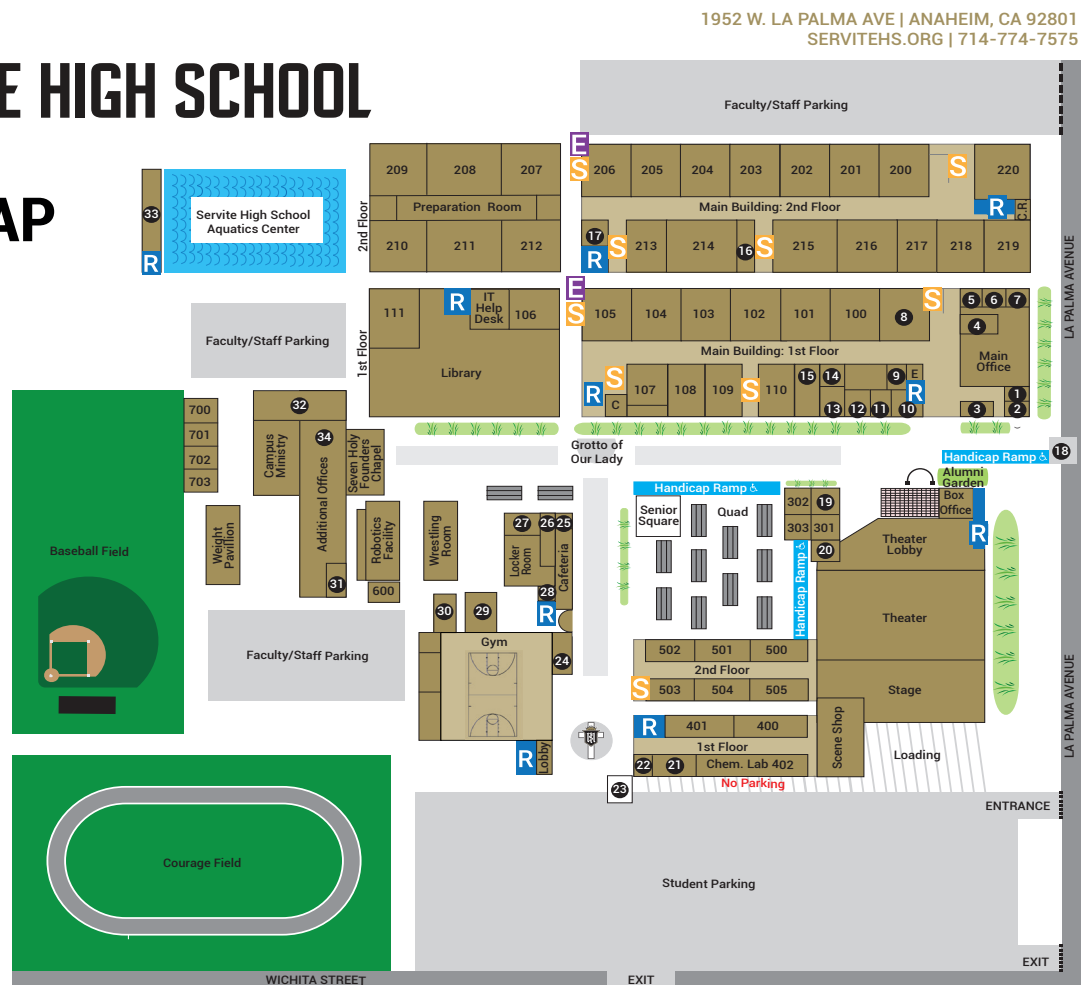 1952 W. LA PALMA AVE | ANAHEIM, CA 92801
SERVITEHS.ORG | 714-774-7575
E HIGH SCHOOL
AP
Faculty/Staff Parking
E
S
209
208
207
206
205
204
203
202
201
200
S
220
33
R
Servite High School
Aquatics Center
2nd Floor
Preparation Room
Main Building: 2nd Floor
R
C.R
210
211
212
17
R
S
213
214
16
S
215
216
217
218
219
LA PALMA AVENUE
E
S
111
R
IT
Help
Desk
106
105
104
103
102
101
100
8
S
5
6
7
4
Main
Office
Faculty/Staff Parking
1st Floor
Library
Main Building: 1st Floor
R
S
C
107
108
109
S
110
15
14
13
12
11
9
E
R
10
3
1
2
700
701
702
703
32
34
Campus
Ministry
Additional Offices
Seven Holy
Founders
Chapel
31
Grotto of
Our Lady
Handicap Ramp
18
Alumni
Garden
Box
Office
R
Handicap Ramp
Senior
Square
Quad
302
19
303
301
20
Handicap Ramp
Theater
Lobby
Theater
Stage
Baseball Field
Weight
Pavilion
Robotics
Facility
600
Wrestling
Room
27
26
25
Locker
Room
Cafeteria
28
R
30
29
24
Gym
Faculty/Staff Parking
502
501
500
2nd Floor
S
503
504
505
R
401
400
1st Floor
22
21
Chem. Lab 402
Scene Shop
Loading
No Parking
23
R
Lobby
LA PALMA AVENUE
ENTRANCE
Courage Field
Student Parking
EXIT
WICHITA STREET
EXIT